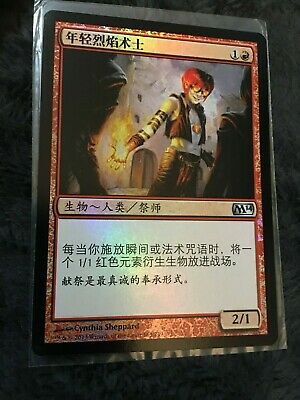 年轻烈焰术士
1
生物～人类／祭师
M14
每当你施放瞬间或法术咒语时，将一
个 1/1 红色元素衍生生物放进战场。
献祭是最真诚的奉承形式。
2/1
Cynthia Sheppard